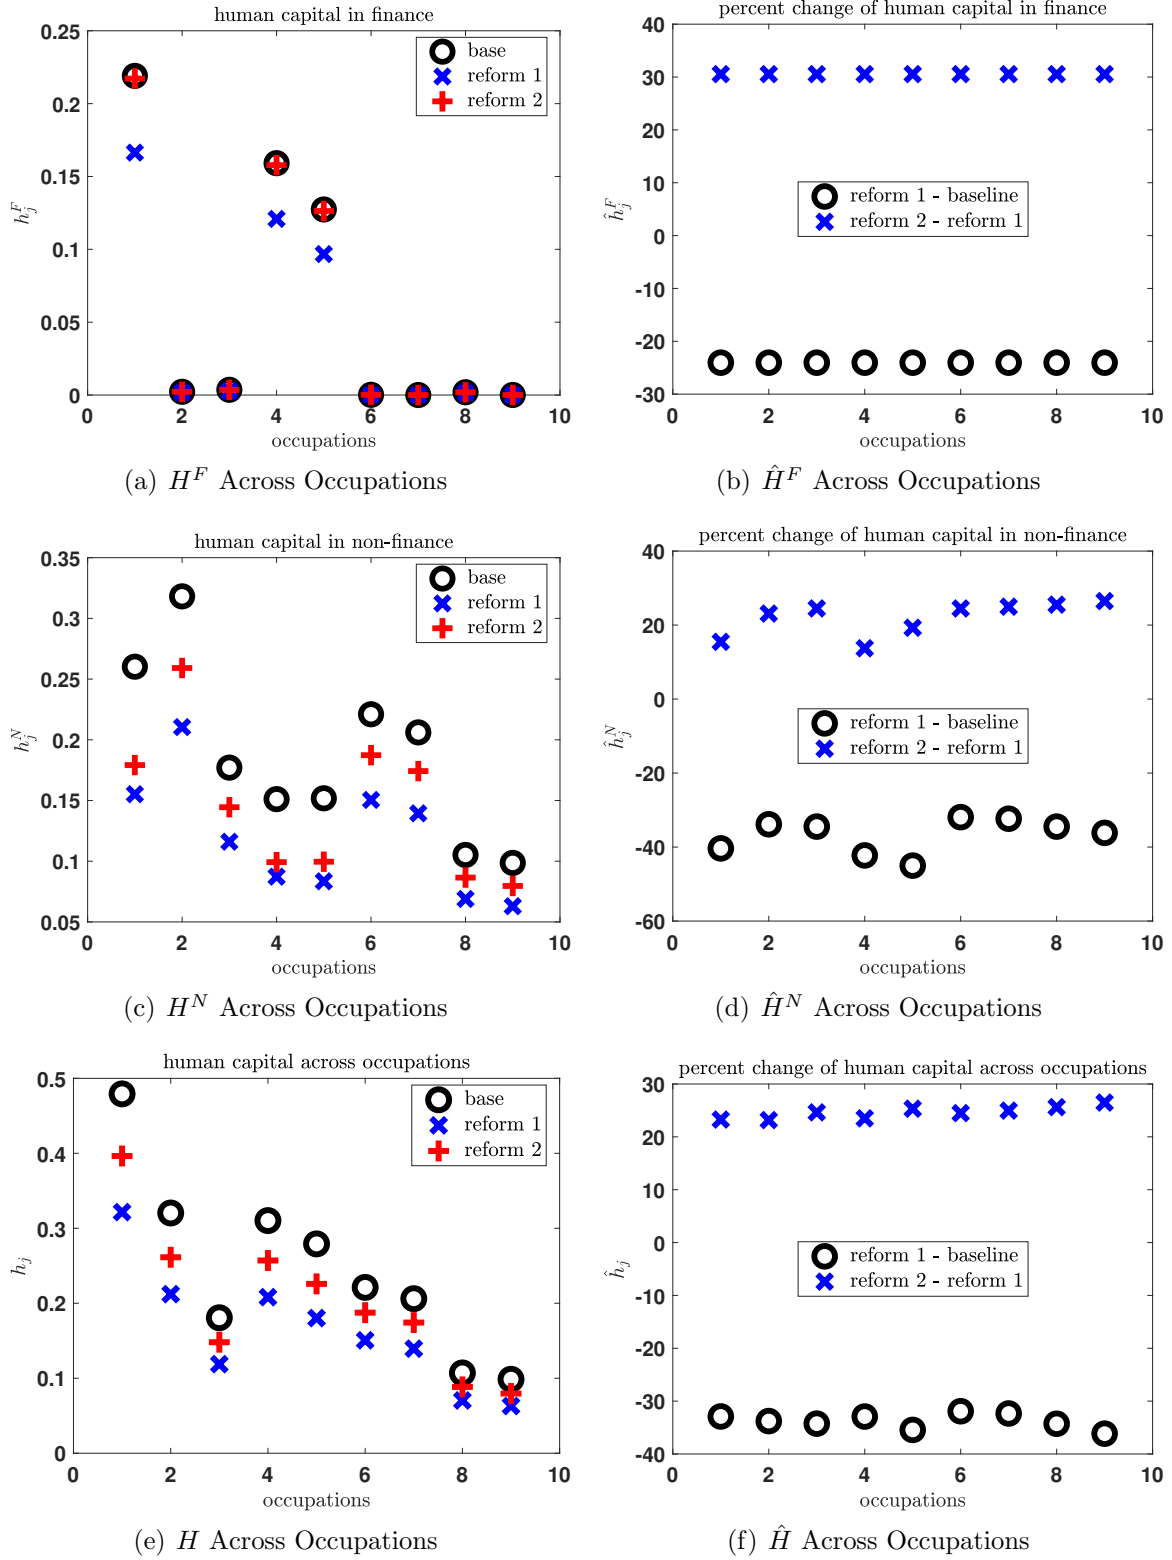 human capital in finance
0.25
0.2
0.15
0.1
0.05
0
h_j^F
base
reform 1
reform 2
0 2 4 6 8 10
occupations
(a) H^F Across Occupations
percent change of human capital in finance
40
30
20
10
0
-10
-20
-30
ĥ_j^F
reform 1 - baseline
reform 2 - reform 1
0 2 4 6 8 10
occupations
(b) Ĥ^F Across Occupations
human capital in non-finance
0.35
0.3
0.25
0.2
0.15
0.1
0.05
h_j^N
base
reform 1
reform 2
0 2 4 6 8 10
occupations
(c) H^N Across Occupations
percent change of human capital in non-finance
40
20
0
-20
-40
-60
ĥ_j^N
reform 1 - baseline
reform 2 - reform 1
0 2 4 6 8 10
occupations
(d) Ĥ^N Across Occupations
human capital across occupations
0.5
0.4
0.3
0.2
0.1
0
h_j
base
reform 1
reform 2
0 2 4 6 8 10
occupations
(e) H Across Occupations
percent change of human capital across occupations
30
20
10
0
-10
-20
-30
-40
ĥ_j
reform 1 - baseline
reform 2 - reform 1
0 2 4 6 8 10
occupations
(f) Ĥ Across Occupations